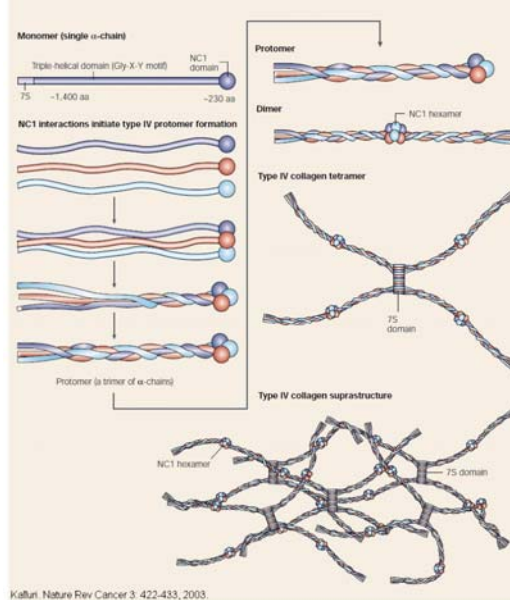 Monomer (single α-chain)
Triple-helical domain (Gly-X-Y motif)
NC1
domain
7S
~1,400 aa
~230 aa
NC1 interactions initiate type IV protomer formation
Protomer (a trimer of α-chains)
Protomer
Dimer
NC1 hexamer
Type IV collagen tetramer
7S
domain
Type IV collagen suprastructure
NC1 hexamer
7S domain
Kalluri. Nature Rev Cancer 3: 422-433, 2003.